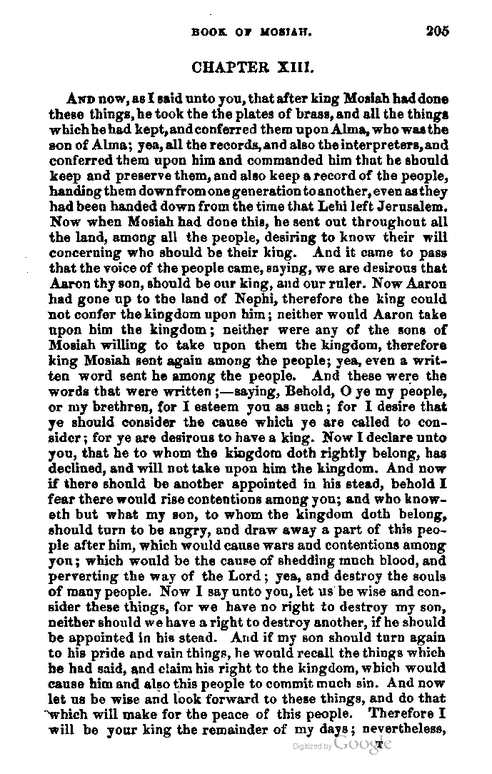 BOOK OF MOSIAH. 205
CHAPTER XIII.
AND now, as I said unto you, that after king Mosiah had done
these things, he took the the plates of brass, and all the things
which he had kept, and conferred them upon Alma, who was the
son of Alma; yea, all the records, and also the interpreters, and
conferred them upon him and commanded him that he should
keep and preserve them, and also keep a record of the people,
handing them down from one generation to another, even as they
had been handed down from the time that Lehi left Jerusalem.
Now when Mosiah had done this, he sent out throughout all
the land, among all the people, desiring to know their will
concerning who should be their king. And it came to pass
that the voice of the people came, saying, we are desirous that
Aaron thy son, should be our king, and our ruler. Now Aaron
had gone up to the land of Nephi, therefore the king could
not confer the kingdom upon him; neither would Aaron take
upon him the kingdom; neither were any of the sons of
Mosiah willing to take upon them the kingdom, therefore
king Mosiah sent again among the people; yea, even a writ-
ten word sent he among the people. And these were the
words that were written;—saying, Behold, O ye my people,
or my brethren, for I esteem you as such; for I desire that
ye should consider the cause which ye are called to con-
sider; for ye are desirous to have a king. Now I declare unto
you, that he to whom the kingdom doth rightly belong, has
declined, and will not take upon him the kingdom. And now
if there should be another appointed in his stead, behold I
fear there would rise contentions among you; and who know-
eth but what my son, to whom the kingdom doth belong,
should turn to be angry, and draw away a part of this peo-
ple after him, which would cause wars and contentions among
you; which would be the cause of shedding much blood, and
perverting the way of the Lord; yea, and destroy the souls
of many people. Now I say unto you, let us be wise and con-
sider these things, for we have no right to destroy my son,
neither should we have a right to destroy another, if he should
be appointed in his stead. And if my son should turn again
to his pride and vain things, he would recall the things which
he had said, and claim his right to the kingdom, which would
cause him and also this people to commit much sin. And now
let us be wise and look forward to these things, and do that
which will make for the peace of this people. Therefore I
will be your king the remainder of my days; nevertheless,
Digitized by Google